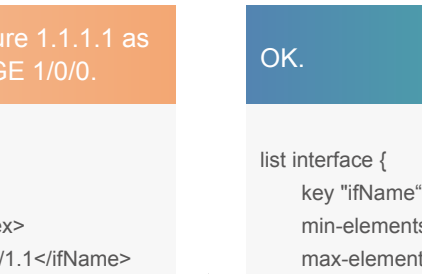 ure 1.1.1.1 as
GE 1/0/0.
ex>
/1.1</ifName>
OK.
list interface {
key "ifName“
min-elements
max-element